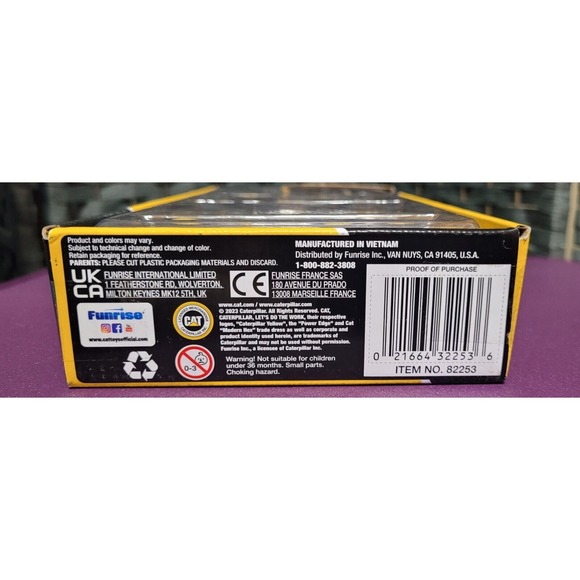 Product and colors may vary.
Subject to technical change and change of color.
Retain packaging for reference.
PARENTS: PLEASE CUT PLASTIC PACKAGING MATERIALS AND DISCARD.
MANUFACTURED IN VIETNAM
Distributed by Funrise Inc., VAN NUYS, CA 91405, U.S.A.
1-800-882-3808
UK
CA
FUNRISE INTERNATIONAL LIMITED
1 FEATHERSTONE RD, WOLVERTON,
MILTON KEYNES MK12 5TH, UK
CE
FUNRISE FRANCE SAS
180 AVENUE DU PRADO
13008 MARSEILLE FRANCE
PROOF OF PURCHASE
0 21664 32253 6
ITEM NO. 82253
Funrise
www.cattoysofficial.com
CAT
www.cat.com / www.caterpillar.com
© 2023 Caterpillar. All Rights Reserved. CAT,
CATERPILLAR, LET'S DO THE WORK, their respective
logos, "Caterpillar Yellow", the "Power Edge" and Cat
"Modern Hex" trade dress as well as corporate and
product identity used herein, are trademarks of
Caterpillar and may not be used without permission.
Funrise Inc., a licensee of Caterpillar Inc.
0-3
Warning! Not suitable for children
under 36 months. Small parts.
Choking hazard.